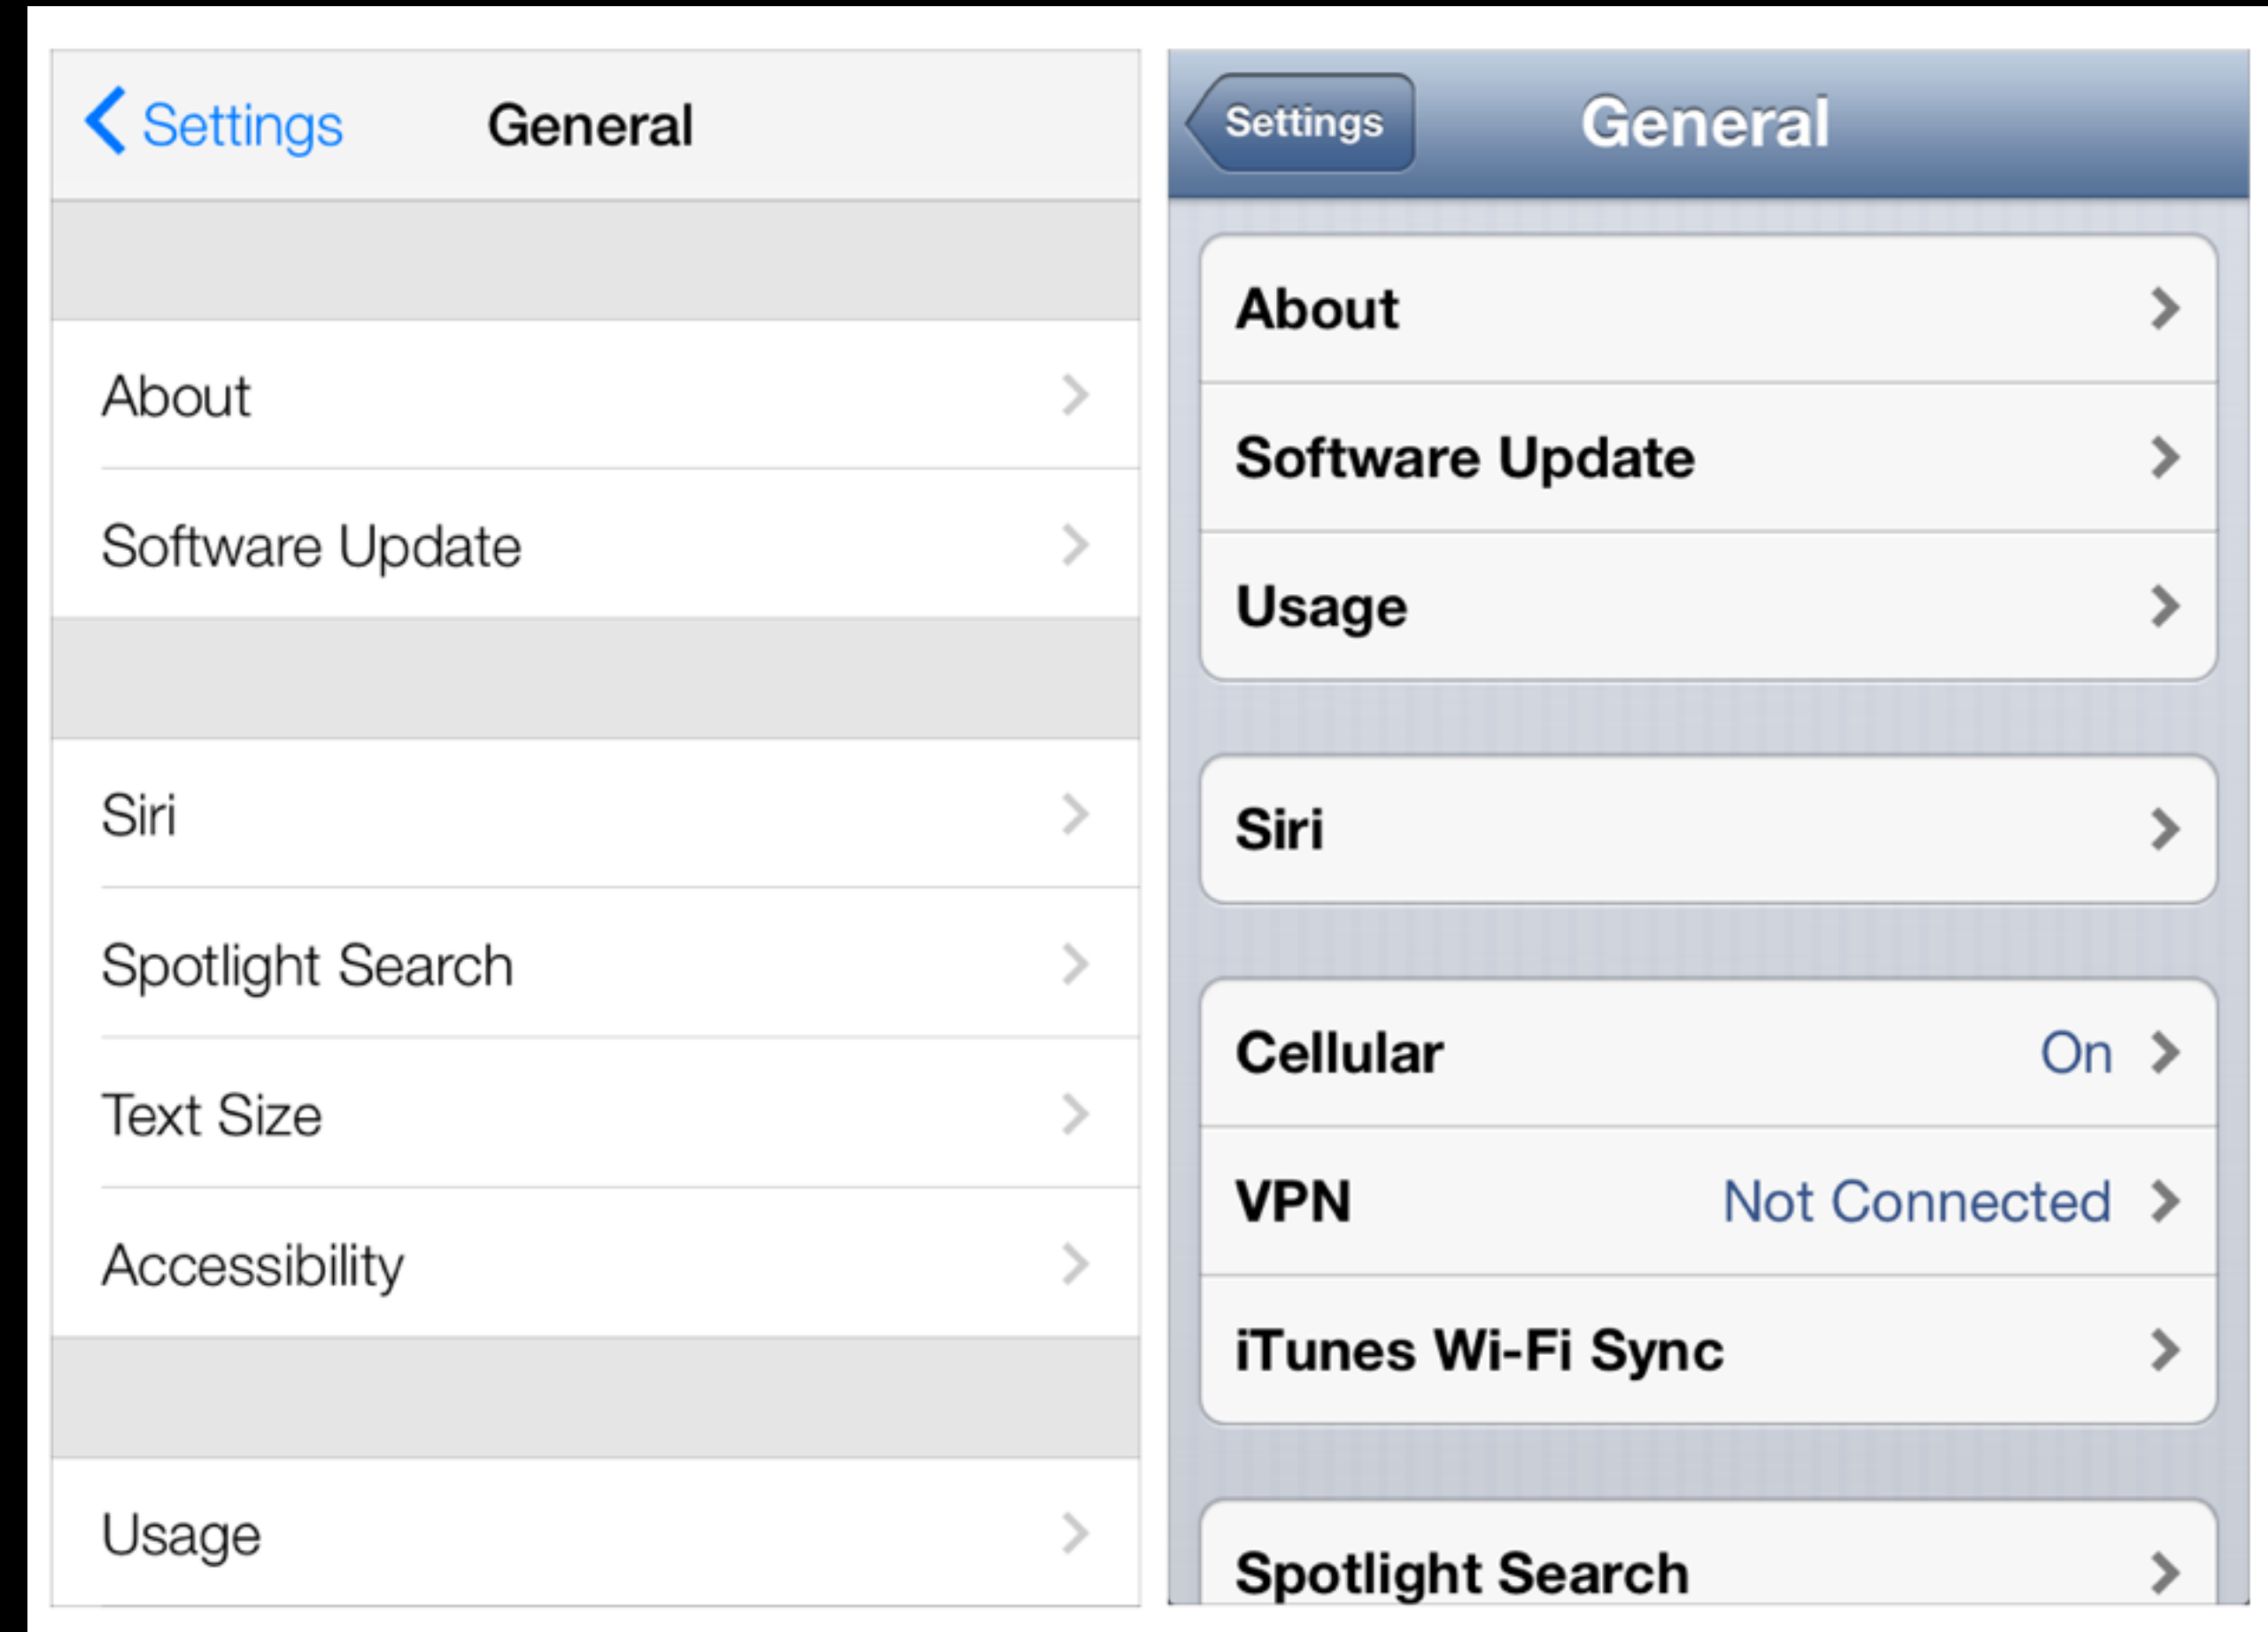 Settings
General
About
Software Update
Siri
Spotlight Search
Text Size
Accessibility
Usage
Settings
General
About
Software Update
Usage
Siri
Cellular On
VPN Not Connected
iTunes Wi-Fi Sync
Spotlight Search